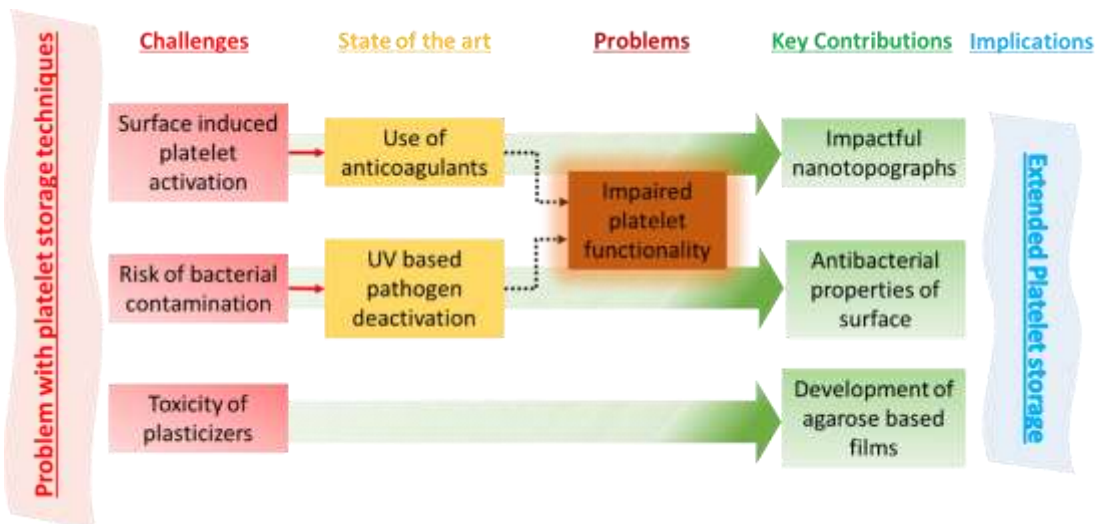 Problem with platelet storage techniques
Challenges
State of the art
Problems
Key Contributions
Implications
Surface induced
platelet
activation
Use of
anticoagulants
Impaired
platelet
functionality
Impactful
nanotopographs
Risk of bacterial
contamination
UV based
pathogen
deactivation
Antibacterial
properties of
surface
Toxicity of
plasticizers
Development of
agarose based
films
Extended Platelet storage